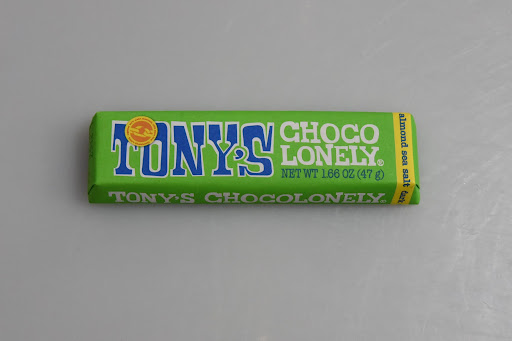 TONY'S
CHOCO
LONELY®
NET WT 1.66 OZ (47 g)
almond sea salt
TONY'S CHOCOLONELY®